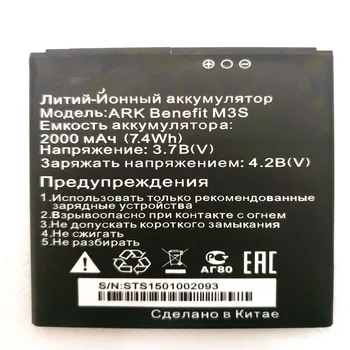 Литий-Йонный аккумулятор
Модель:ARK Benefit M3S
Емкость аккумулятора:
2000 мАч (7.4Wh)
Напряжение: 3.7В(V)
Заряжать напряжением: 4.2В(V)
Предупреждения
1.Использовать только рекомендованные
зарядные устройства
2.Взрывоопасно при контакте с огнем
3.Не допускать короткого замыкания
4.Не сжигать
5.Не разбирать
АГ80
EAC
S/N:STS1501002093
Сделано в Китае